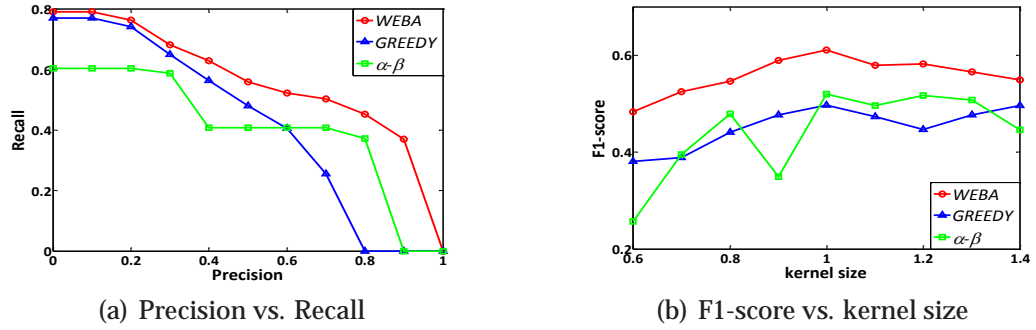 0.8
0.6
0.4
0.2
0
Recall
0
0.2
0.4
0.6
0.8
1
Precision
WEBA
GREEDY
α-β
(a) Precision vs. Recall
0.6
0.4
0.2
F1-score
0.6
0.8
1.0
1.2
1.4
kernel size
WEBA
GREEDY
α-β
(b) F1-score vs. kernel size